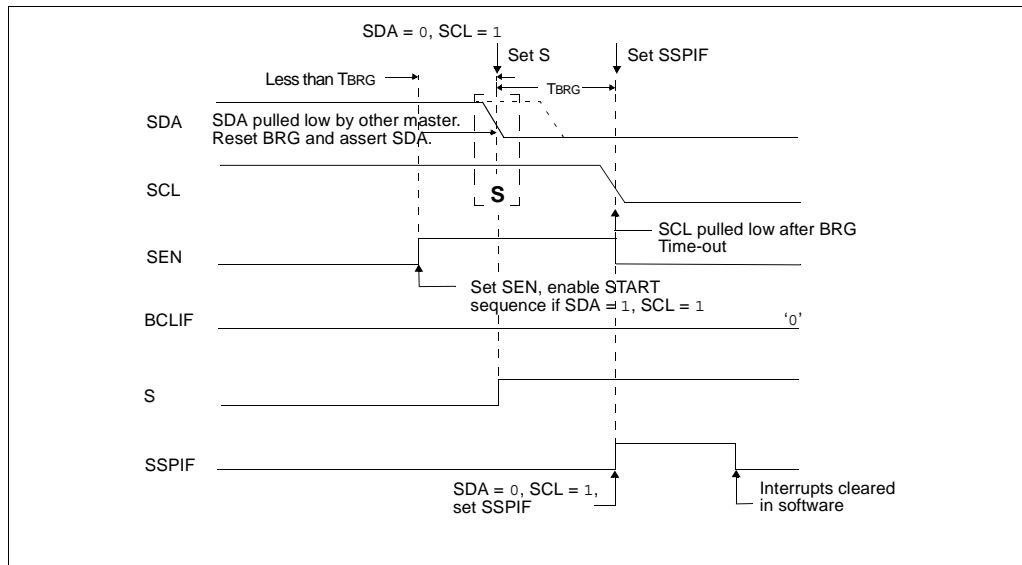 SDA = 0, SCL = 1
Set S
Set SSPIF
Less than TBRG
TBRG
SDA
SDA pulled low by other master.
Reset BRG and assert SDA.
SCL
S
SCL pulled low after BRG
Time-out
SEN
Set SEN, enable START
sequence if SDA = 1, SCL = 1
BCLIF
‘0’
S
SSPIF
SDA = 0, SCL = 1,
set SSPIF
Interrupts cleared
in software